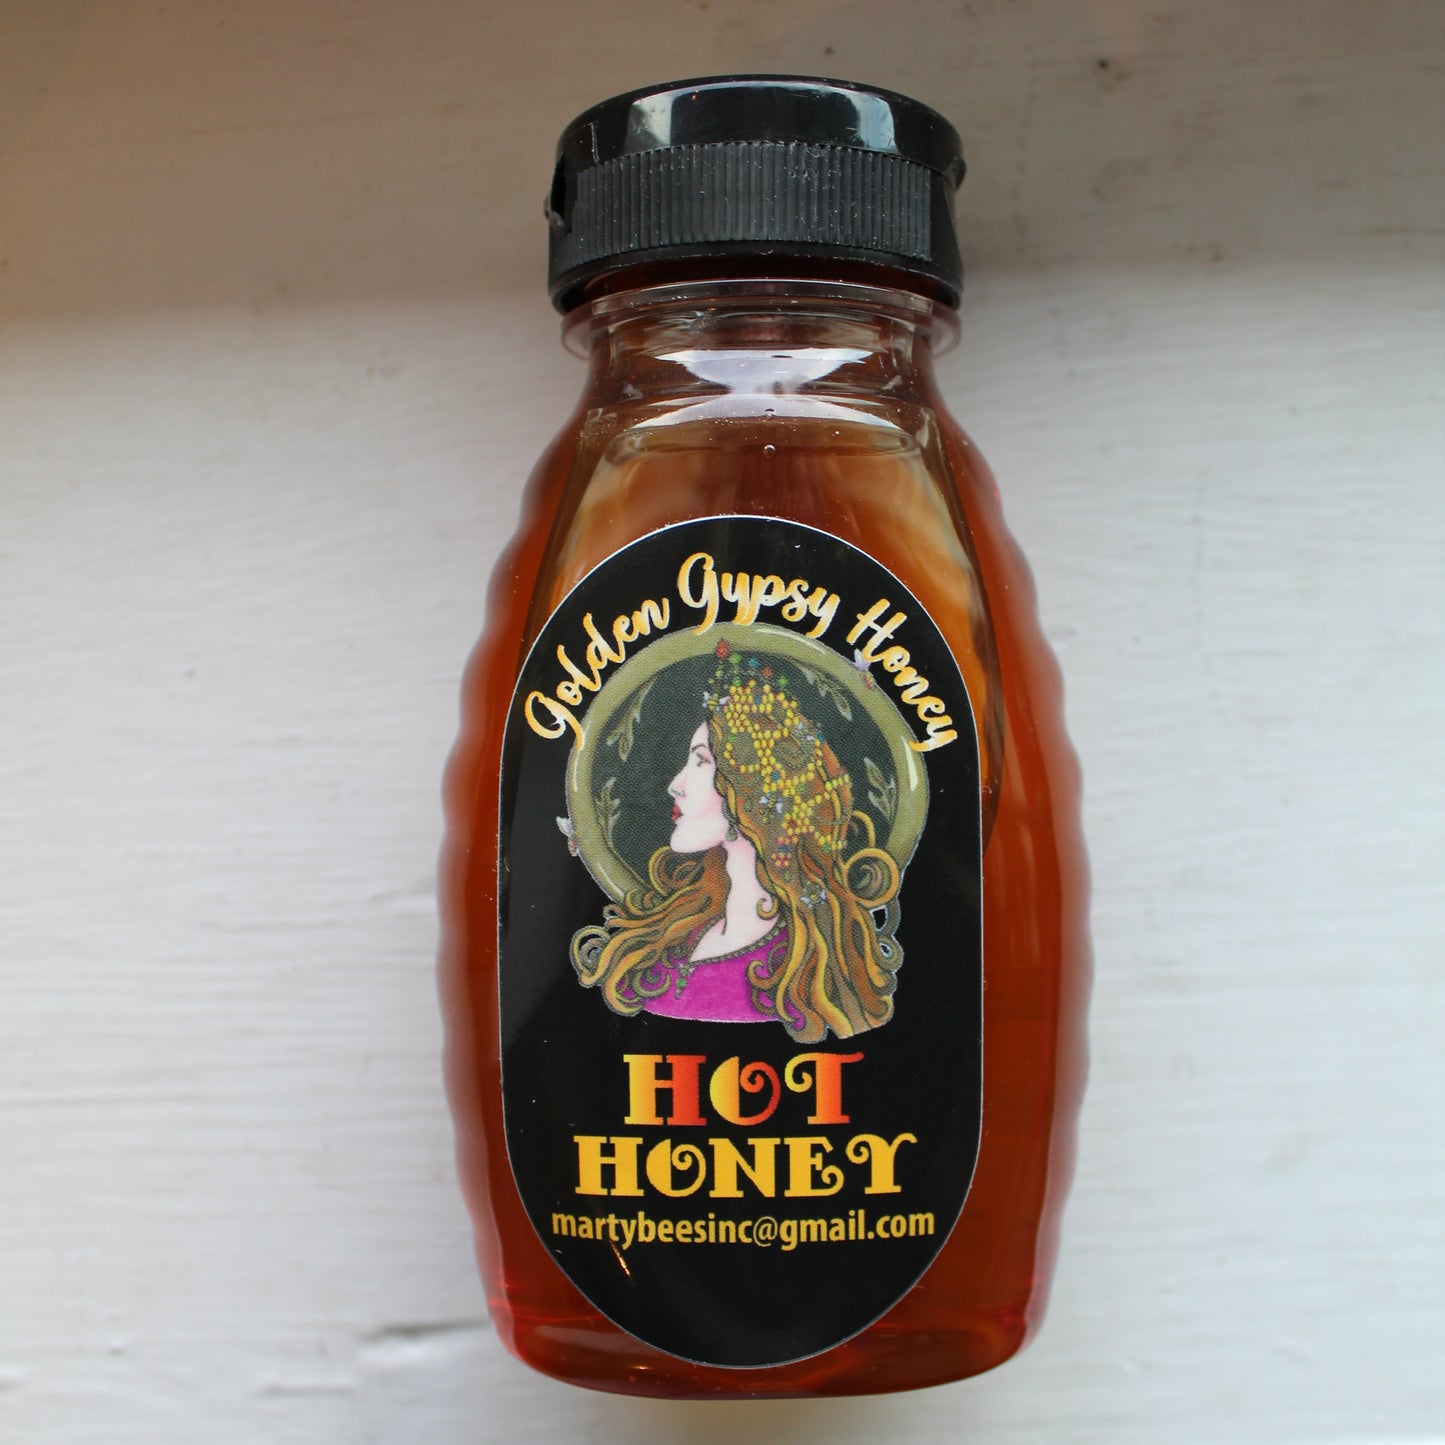 Golden Gypsy Honey
HOT
HONEY
martybeesinc@gmail.com